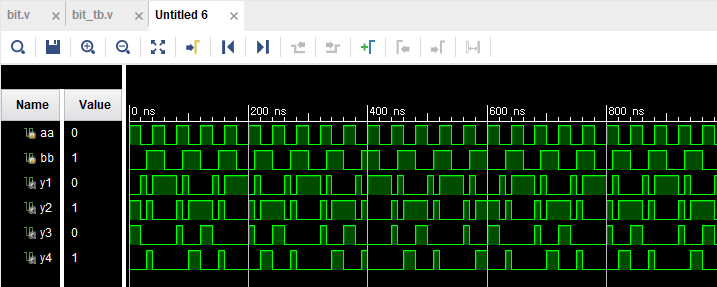 bit.v bit_tb.v Untitled 6
Name Value
0 ns 200 ns 400 ns 600 ns 800 ns
aa 0
bb 1
y1 0
y2 1
y3 0
y4 1